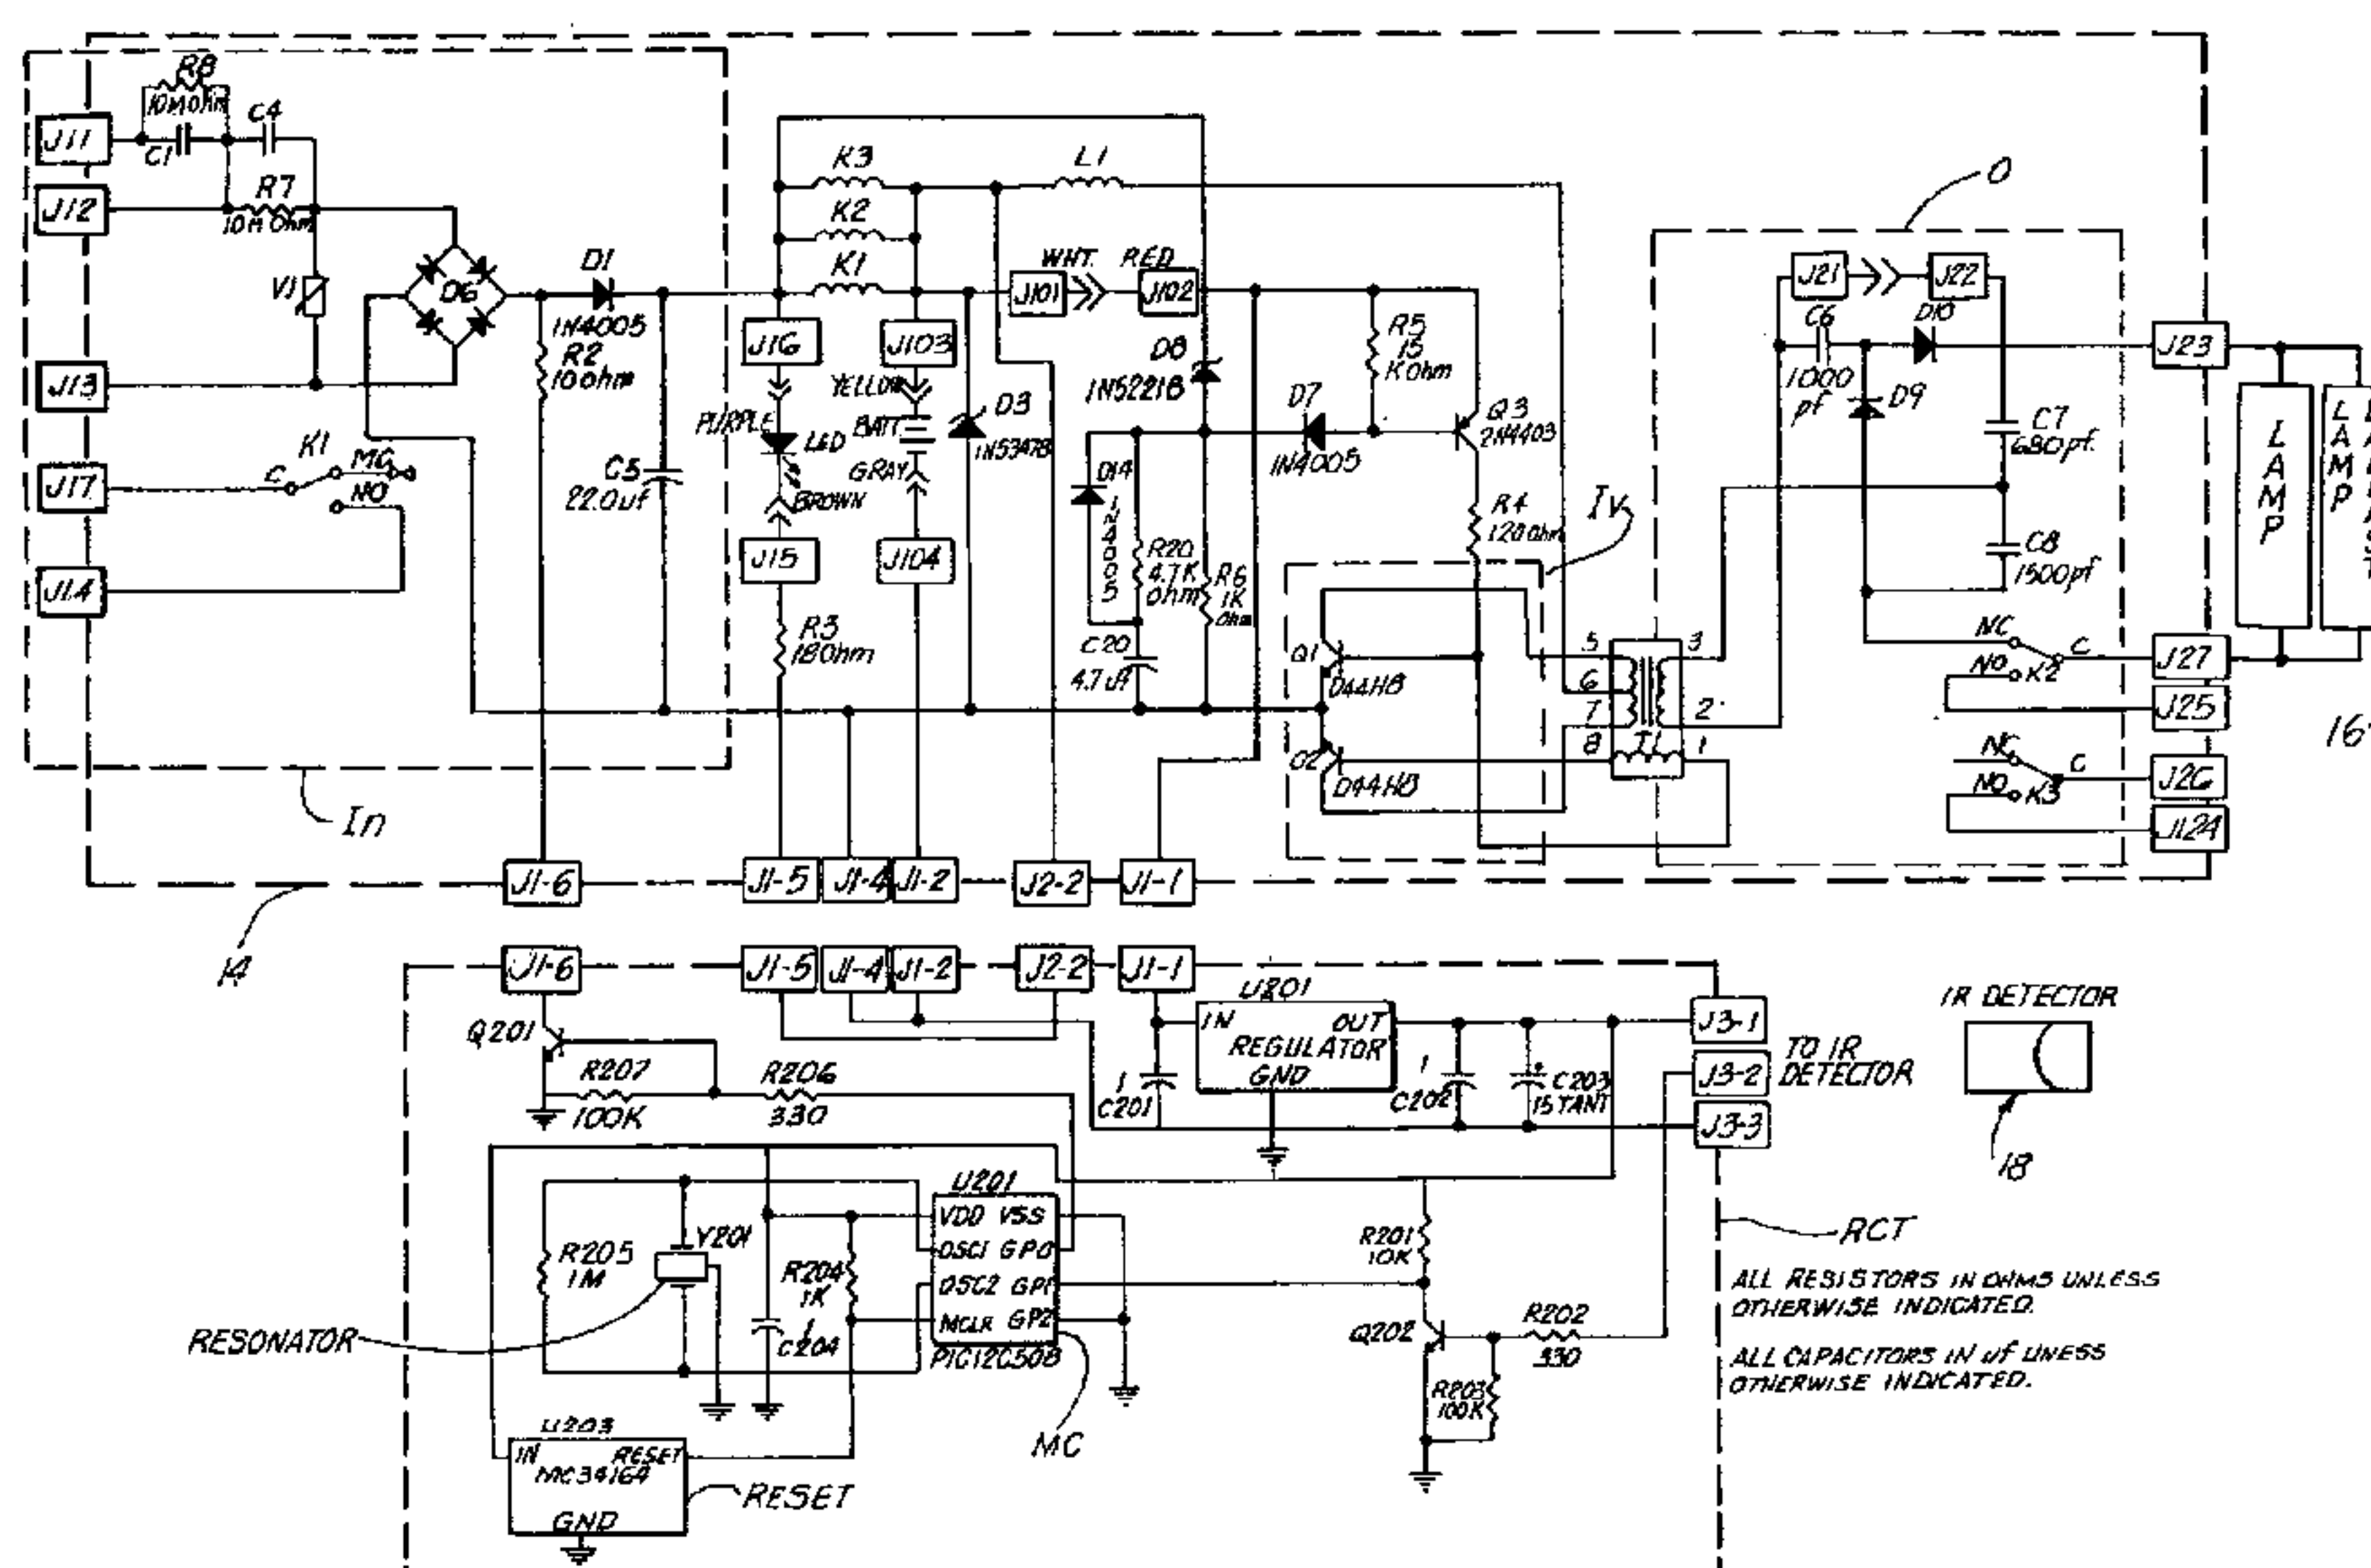 R8
10M Ohm
C4
J11
C1
R7
J12
10M Ohm
V1
D6
D1
1N4005
R2
10 ohm
J13
K1
MC
C
NO
J17
J14
C5
22.0uf
In
14
K3
K2
K1
L1
WHT. RED
J101
J102
J16
J103
PURPLE
YELLOW
LED
BATT
GRAY
BROWN
D3
1N5347B
J15
J104
R3
18 Ohm
D8
1N5221B
D7
1N4005
R5
15
K Ohm
Q3
2N4403
D14
1N4005
R20
4.7K
Ohm
R6
1K
Ohm
C20
4.7uf
R4
120 Ohm
Iv
Q1
D44H8
Q2
D44H8
5
6
7
8
3
2
1
T1
O
J21
J22
C6
1000
pf
D10
D9
C7
680pf.
C8
1500pf
NC
C
NO
K2
NC
C
NO
K3
J23
J27
J25
J26
J124
LAMP
LAMP
16
J1-6
J1-5
J1-4
J1-2
J2-2
J1-1
J1-6
J1-5
J1-4
J1-2
J2-2
J1-1
Q201
R207
100K
R206
330
U201
IN OUT
REGULATOR
GND
1
C201
1
C202
C203
15 TANT
J3-1
J3-2
J3-3
TO IR
DETECTOR
IR DETECTOR
18
R205
1M
Y201
R204
1K
1
C204
U201
VDD VSS
OSC1 GP0
OSC2 GP1
MCLR GP2
PIC12C508
MC
RESONATOR
U203
IN RESET
MC34164
GND
RESET
R201
10K
Q202
R202
330
R203
100K
RCT
ALL RESISTORS IN OHMS UNLESS
OTHERWISE INDICATED.
ALL CAPACITORS IN uf UNESS
OTHERWISE INDICATED.